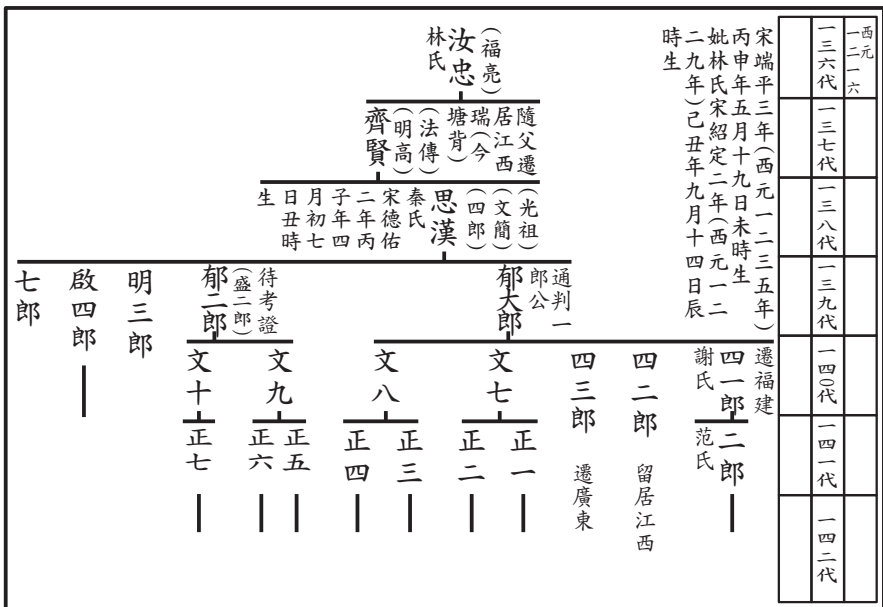 西元
一二一六
一三六代
一三七代
一三八代
一三九代
一四〇代
一四一代
一四二代
宋端平三年(西元一二三五年)
丙申年五月十九日未時生
妣林氏宋紹定二年(西元一二
二九年)己丑年九月十四日辰
時生
(福亮)
汝忠
林氏
隨父遷
居江西
瑞(今
塘背)
(法傳)
(明高)
齊賢
(光祖)
(文簡)
(四郎)
思漢
秦氏
宋德佑
二年丙
子年四
月初七
日丑時
生
通判一
郎公
郁大郎
待考證
(盛二郎)
郁二郎
明三郎
啟四郎
七郎
遷福建
四一郎
謝氏
四二郎
留居江西
四三郎
遷廣東
文七
文八
文九
文十
二郎
范氏
正一
正二
正三
正四
正五
正六
正七